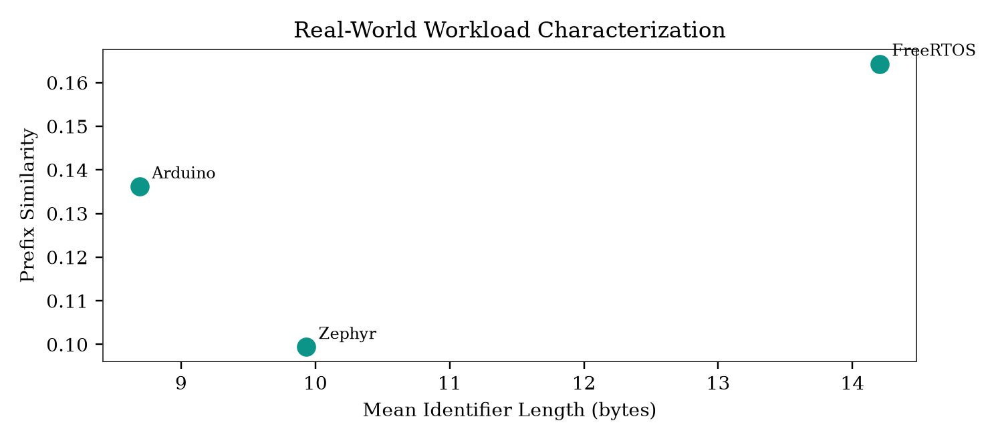 Real-World Workload Characterization
FreeRTOS
0.16
0.15
0.14
Arduino
0.13
0.12
0.11
Zephyr
0.10
Prefix Similarity
9 10 11 12 13 14
Mean Identifier Length (bytes)